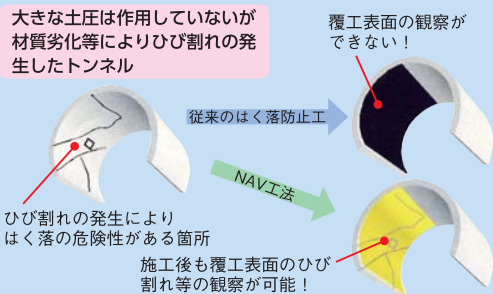 大きな土圧は作用していないが
材質劣化等によりひび割れの発
生したトンネル
覆工表面の観察が
できない！
従来のはく落防止工
NAV工法
ひび割れの発生により
はく落の危険性がある箇所
施工後も覆工表面のひび
割れ等の観察が可能！